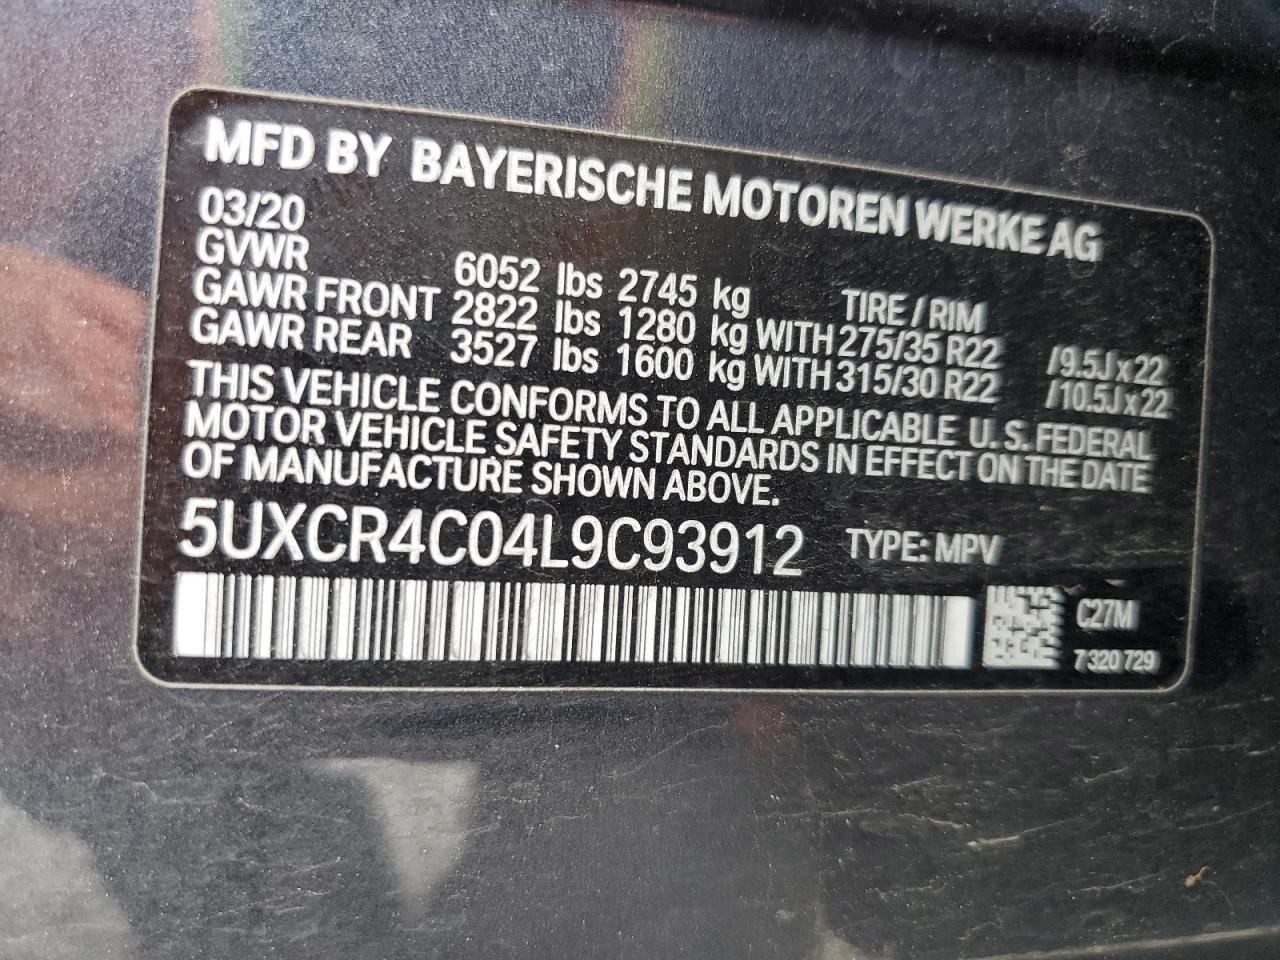 MFD BY BAYERISCHE MOTOREN WERKE AG
03/20
GVWR 6052 lbs 2745 kg TIRE / RIM
GAWR FRONT 2822 lbs 1280 kg WITH 275/35 R22 /9.5J x 22
GAWR REAR 3527 lbs 1600 kg WITH 315/30 R22 /10.5J x 22
THIS VEHICLE CONFORMS TO ALL APPLICABLE U. S. FEDERAL
MOTOR VEHICLE SAFETY STANDARDS IN EFFECT ON THE DATE
OF MANUFACTURE SHOWN ABOVE.
5UXCR4C04L9C93912 TYPE: MPV
C27M
7 320 729